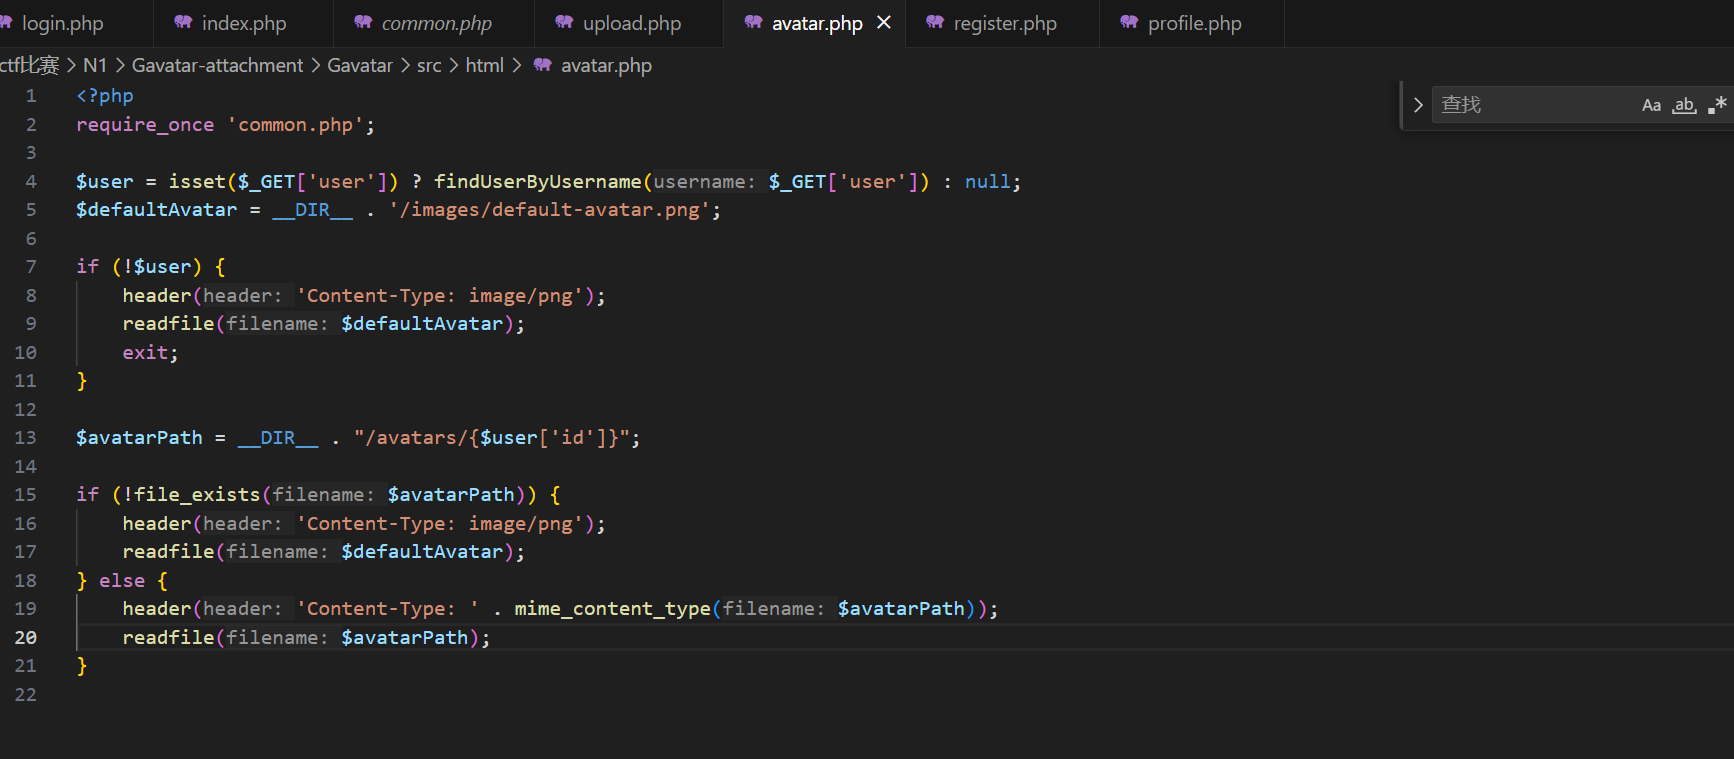 login.php index.php common.php upload.php avatar.php register.php profile.php
ctf比赛 > N1 > Gavatar-attachment > Gavatar > src > html > avatar.php
查找 Aa ab .*
1 <?php
2 require_once 'common.php';
3
4 $user = isset($_GET['user']) ? findUserByUsername(username: $_GET['user']) : null;
5 $defaultAvatar = __DIR__ . '/images/default-avatar.png';
6
7 if (!$user) {
8     header(header: 'Content-Type: image/png');
9     readfile(filename: $defaultAvatar);
10     exit;
11 }
12
13 $avatarPath = __DIR__ . "/avatars/{$user['id']}";
14
15 if (!file_exists(filename: $avatarPath)) {
16     header(header: 'Content-Type: image/png');
17     readfile(filename: $defaultAvatar);
18 } else {
19     header(header: 'Content-Type: ' . mime_content_type(filename: $avatarPath));
20     readfile(filename: $avatarPath);
21 }
22